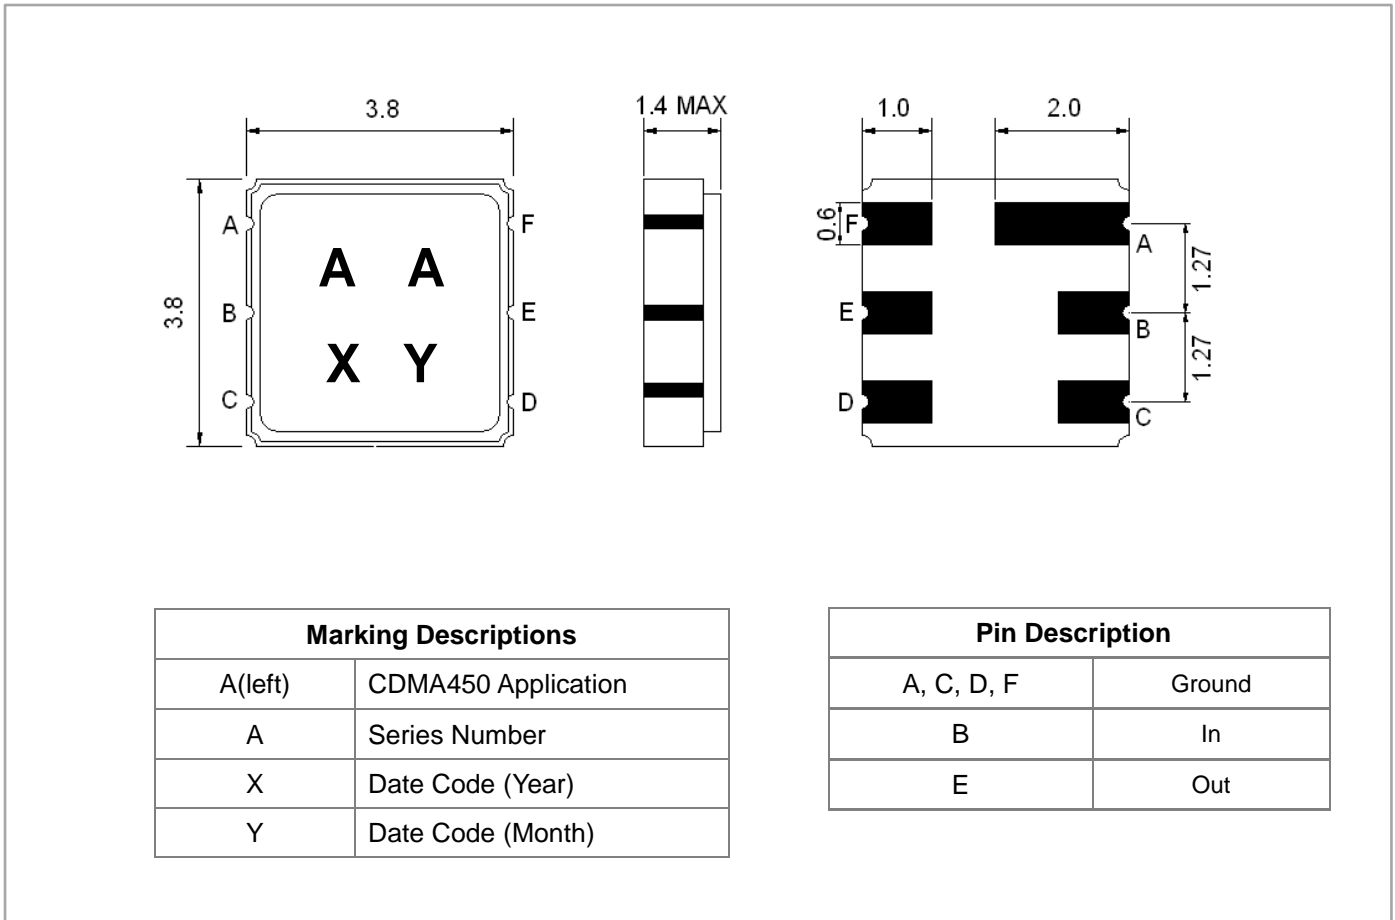 3.8
1.4 MAX
1.0
2.0
3.8
A
B
C
F
E
D
A A
X Y
0.6
F
E
D
A
B
C
1.27
1.27
Marking Descriptions
A(left) CDMA450 Application
A Series Number
X Date Code (Year)
Y Date Code (Month)
Pin Description
A, C, D, F Ground
B In
E Out